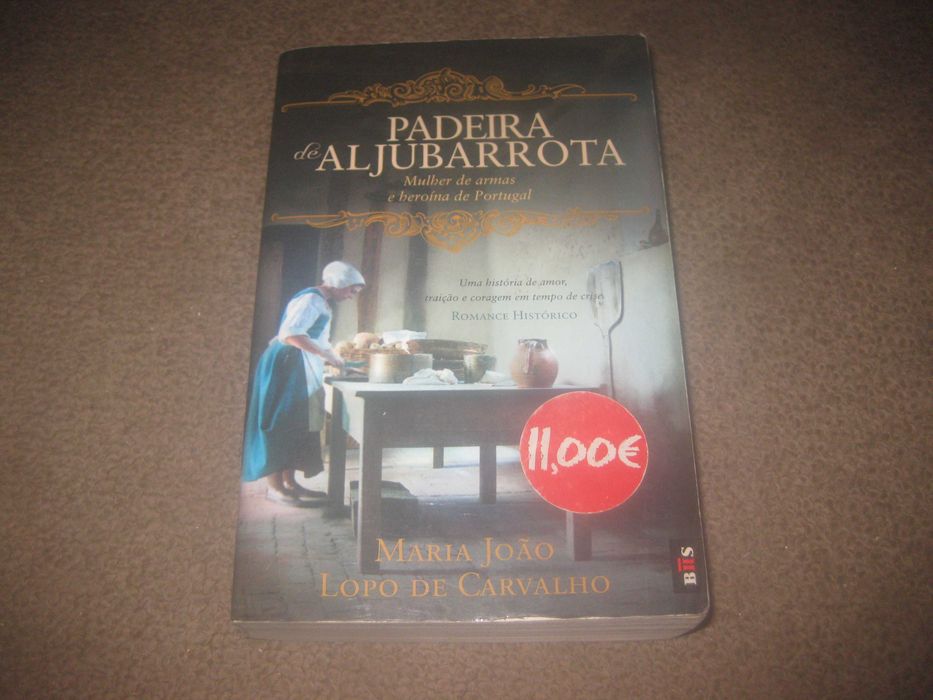 PADEIRA
de ALJUBARROTA
Mulher de armas
e heroína de Portugal
Uma história de amor,
traição e coragem em tempo de crise
ROMANCE HISTÓRICO
11,00€
MARIA JOÃO
LOPO DE CARVALHO
BIIS